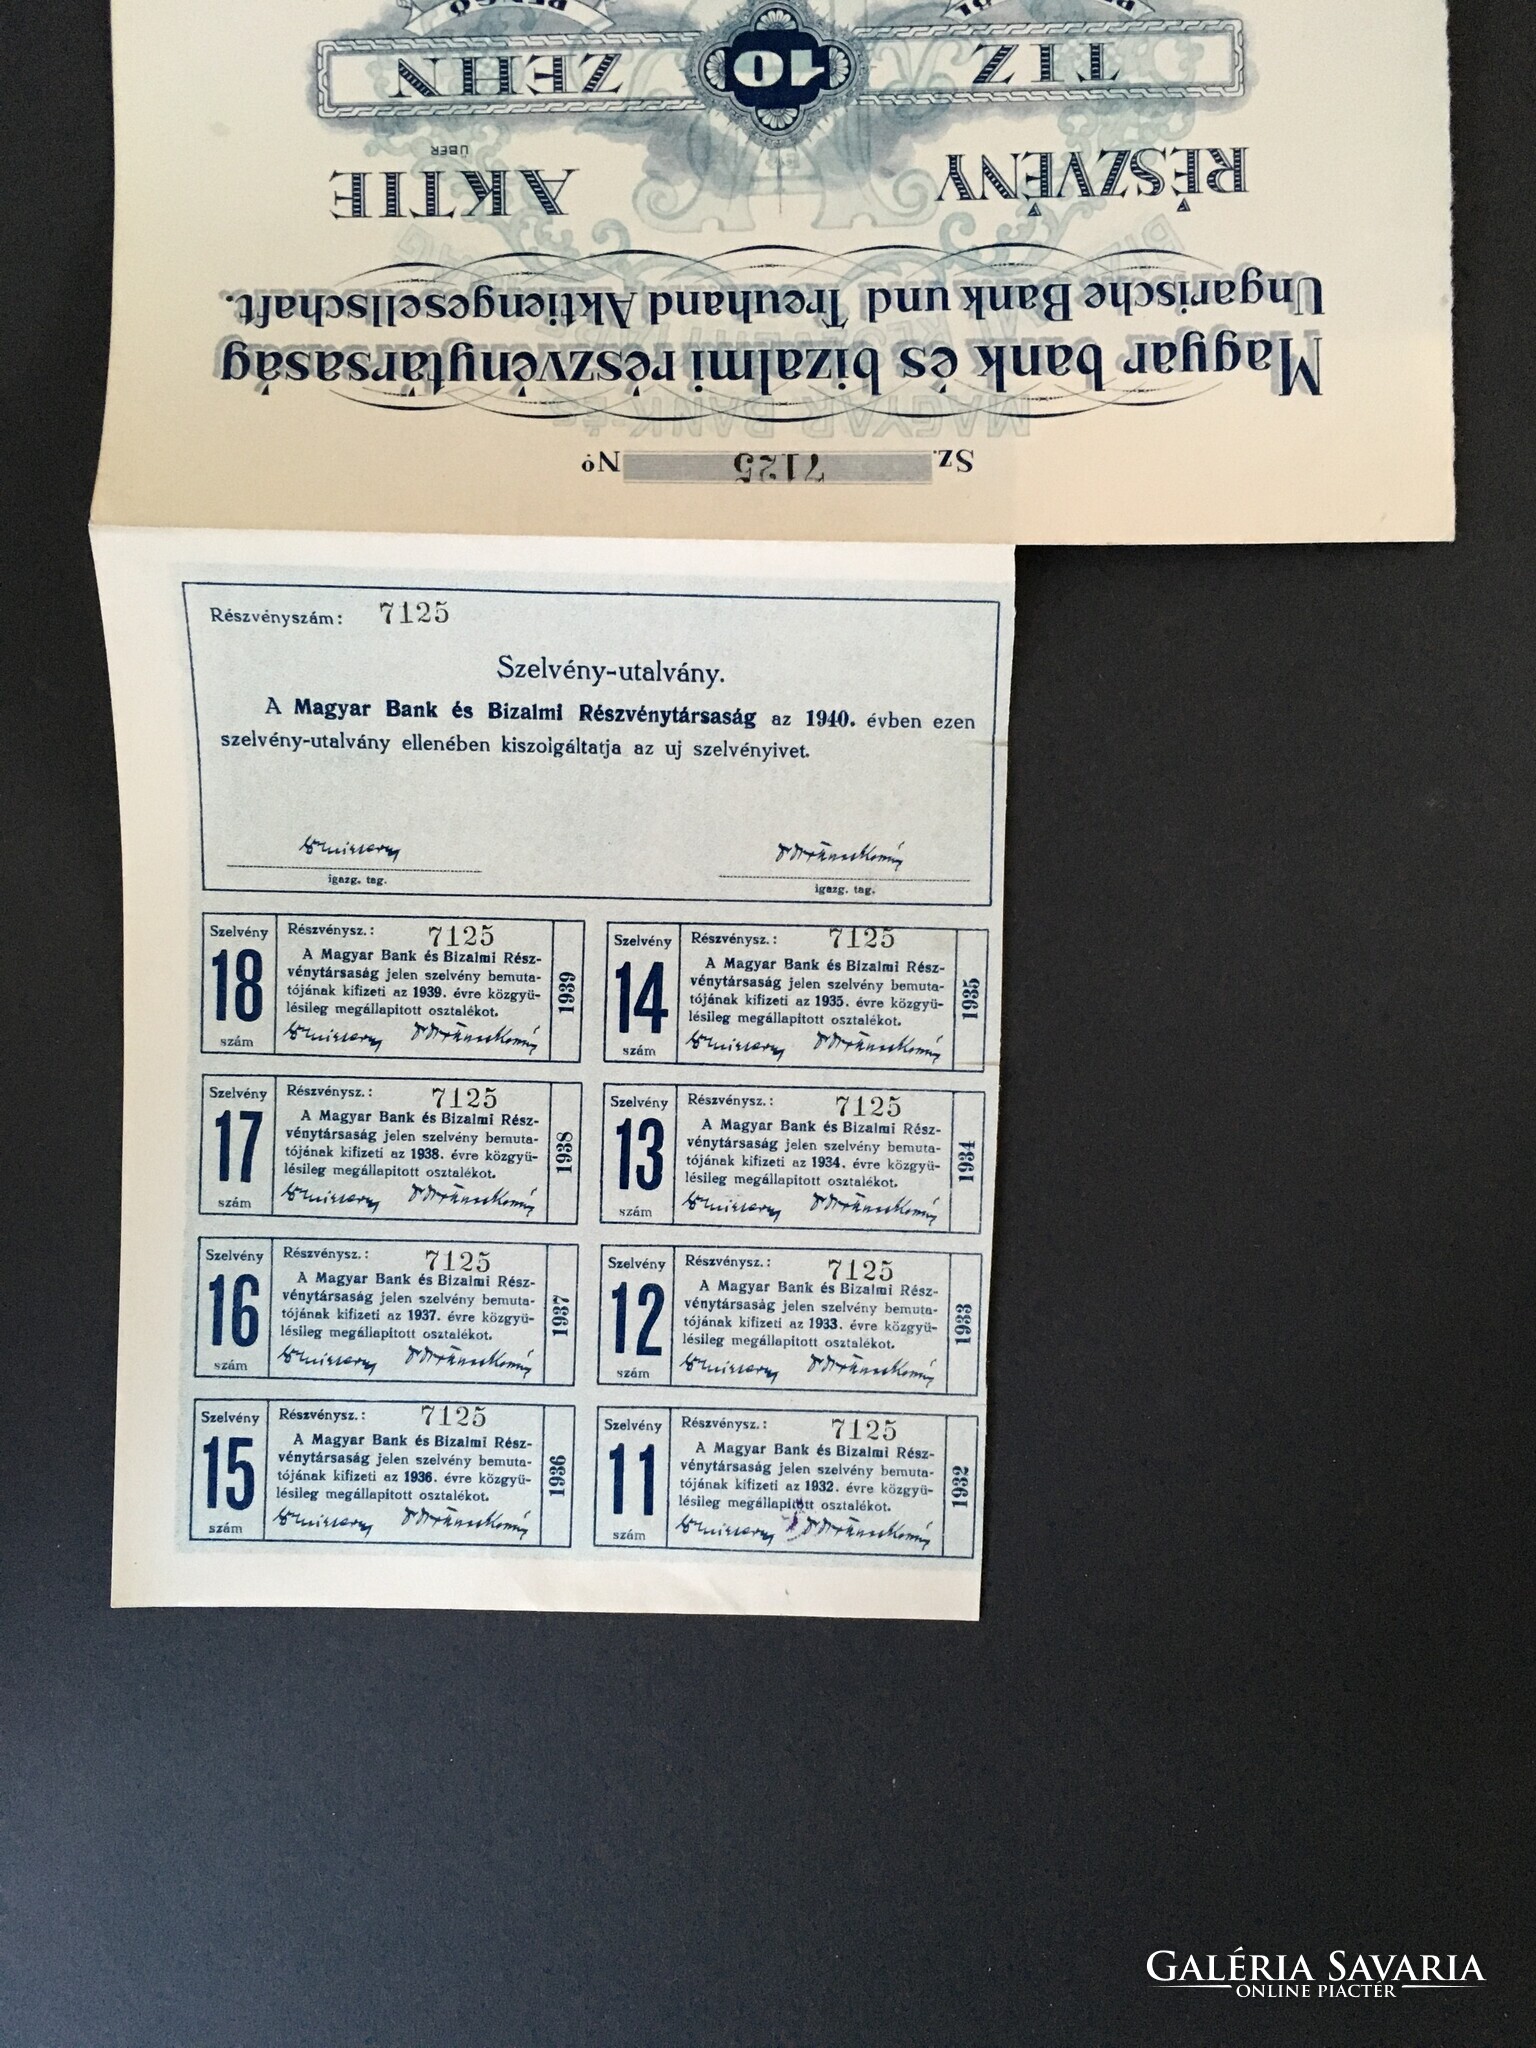 Sz. 7125 Nº
Magyar bank és bizalmi részvénytársaság
Ungarische Bank und Treuhand Aktiengesellschaft.
RÉSZVÉNY AKTIE
ÜBER
TIZ 10 ZEHN
PENGŐ
Részvényszám: 7125
Szelvény-utalvány.
A Magyar Bank és Bizalmi Részvénytársaság az 1940. évben ezen
szelvény-utalvány ellenében kiszolgáltatja az uj szelvényivet.
igazg. tag.
igazg. tag.
Szelvény
18
szám
Részvénysz.: 7125
A Magyar Bank és Bizalmi Rész-
vénytársaság jelen szelvény bemuta-
tójának kifizeti az 1939. évre közgyü-
lésileg megállapitott osztalékot.
1939
Szelvény
14
szám
Részvénysz.: 7125
A Magyar Bank és Bizalmi Rész-
vénytársaság jelen szelvény bemuta-
tójának kifizeti az 1935. évre közgyü-
lésileg megállapitott osztalékot.
1935
Szelvény
17
szám
Részvénysz.: 7125
A Magyar Bank és Bizalmi Rész-
vénytársaság jelen szelvény bemuta-
tójának kifizeti az 1938. évre közgyü-
lésileg megállapitott osztalékot.
1938
Szelvény
13
szám
Részvénysz.: 7125
A Magyar Bank és Bizalmi Rész-
vénytársaság jelen szelvény bemuta-
tójának kifizeti az 1934. évre közgyü-
lésileg megállapitott osztalékot.
1934
Szelvény
16
szám
Részvénysz.: 7125
A Magyar Bank és Bizalmi Rész-
vénytársaság jelen szelvény bemuta-
tójának kifizeti az 1937. évre közgyü-
lésileg megállapitott osztalékot.
1937
Szelvény
12
szám
Részvénysz.: 7125
A Magyar Bank és Bizalmi Rész-
vénytársaság jelen szelvény bemuta-
tójának kifizeti az 1933. évre közgyü-
lésileg megállapitott osztalékot.
1933
Szelvény
15
szám
Részvénysz.: 7125
A Magyar Bank és Bizalmi Rész-
vénytársaság jelen szelvény bemuta-
tójának kifizeti az 1936. évre közgyü-
lésileg megállapitott osztalékot.
1936
Szelvény
11
szám
Részvénysz.: 7125
A Magyar Bank és Bizalmi Rész-
vénytársaság jelen szelvény bemuta-
tójának kifizeti az 1932. évre közgyü-
lésileg megállapitott osztalékot.
1932
GALÉRIA SAVARIA
ONLINE PIACTÉR